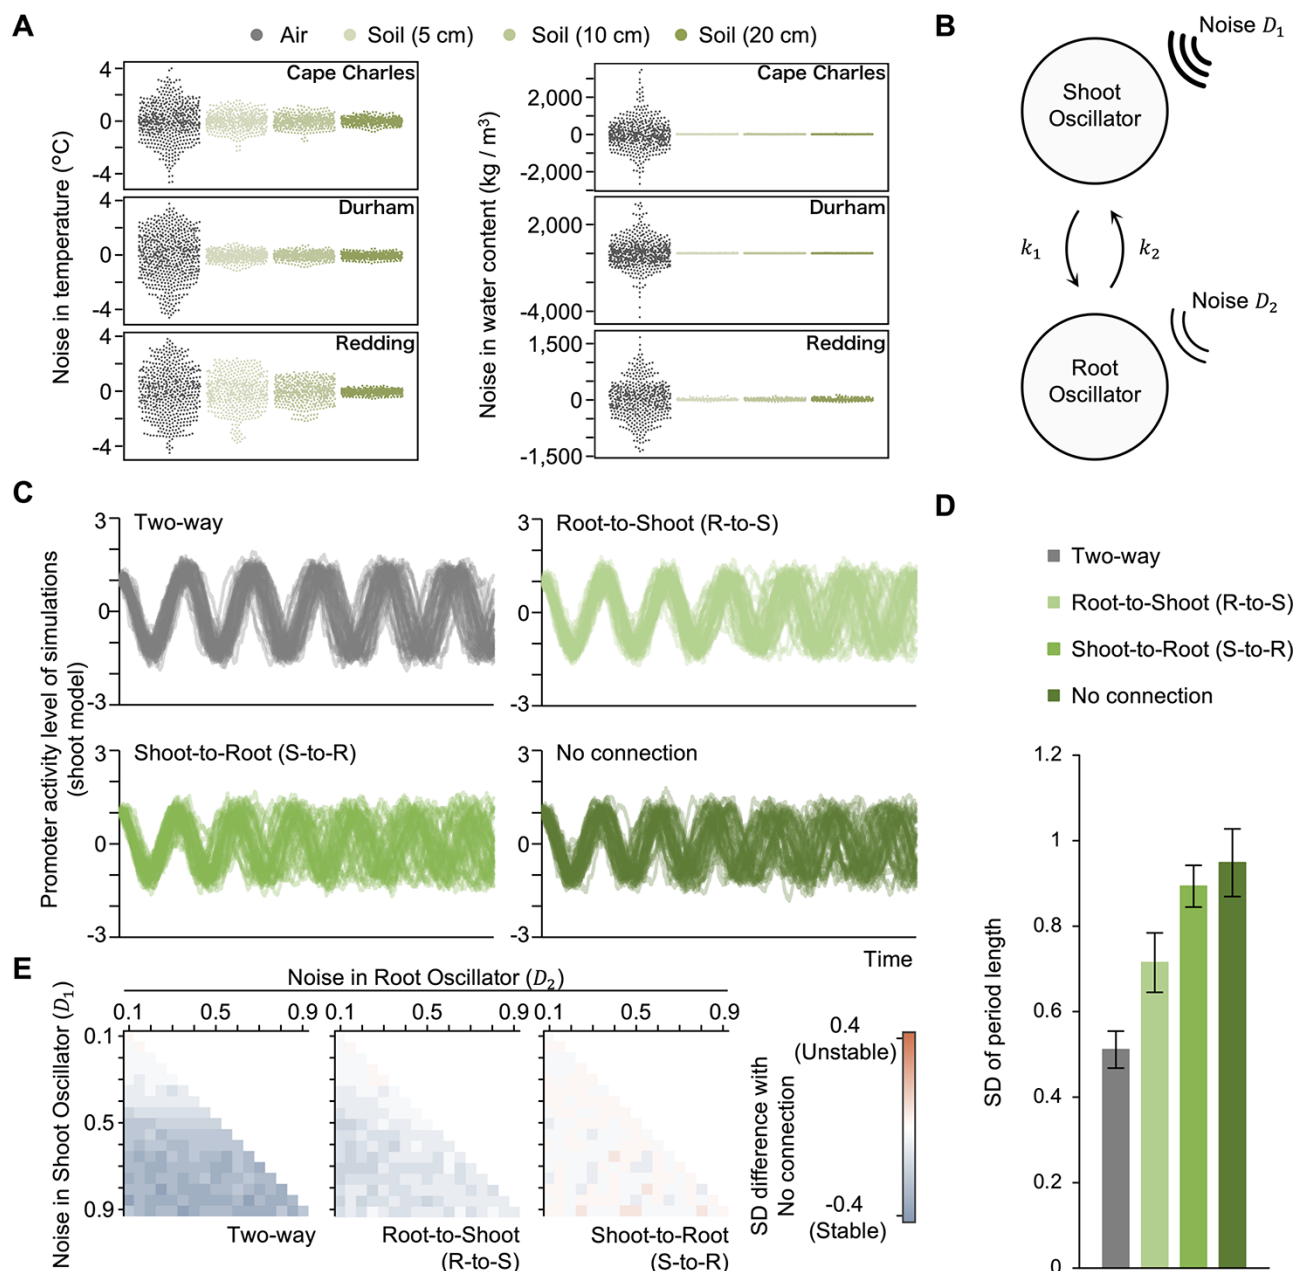 A
Air
Soil (5 cm)
Soil (10 cm)
Soil (20 cm)
Noise in temperature (°C)
4
0
-4
Cape Charles
4
0
-4
Durham
4
0
-4
Redding
Noise in water content (kg / m³)
2,000
0
-2,000
Cape Charles
2,000
-4,000
Durham
1,500
0
-1,500
Redding
B
Noise D₁
Shoot
Oscillator
k₁
k₂
Noise D₂
Root
Oscillator
C
Promoter activity level of simulations
(shoot model)
3
0
-3
Two-way
3
0
-3
Root-to-Shoot (R-to-S)
3
0
-3
Shoot-to-Root (S-to-R)
3
0
-3
No connection
Time
D
Two-way
Root-to-Shoot (R-to-S)
Shoot-to-Root (S-to-R)
No connection
SD of period length
1.2
1
0.8
0.6
0.4
0.2
0
E
Noise in Root Oscillator (D₂)
Noise in Shoot Oscillator (D₁)
0.1 0.5 0.9
0.1 0.5 0.9
0.1 0.5 0.9
0.1
0.5
0.9
Two-way
Root-to-Shoot
(R-to-S)
Shoot-to-Root
(S-to-R)
SD difference with
No connection
0.4
(Unstable)
-0.4
(Stable)